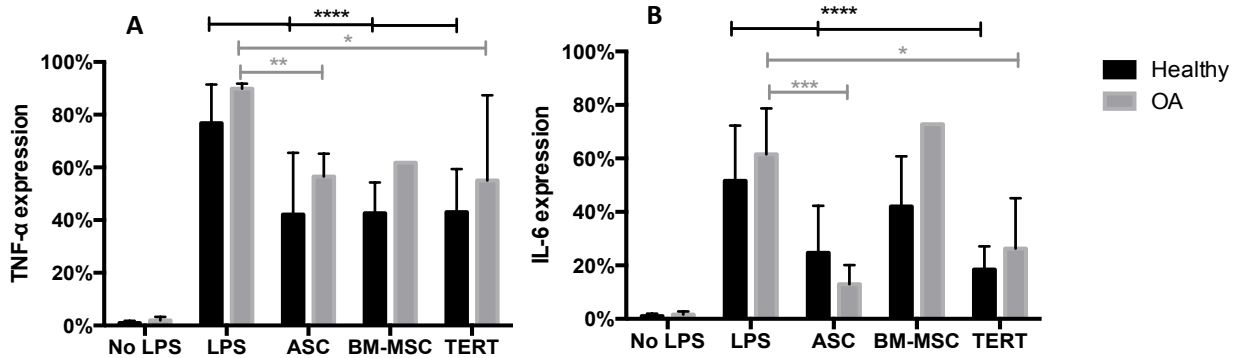 A
****
*
**
100%
80%
60%
40%
20%
0%
TNF-α expression
No LPS LPS ASC BM-MSC TERT
B
****
*
***
100%
80%
60%
40%
20%
0%
IL-6 expression
No LPS LPS ASC BM-MSC TERT
Healthy
OA